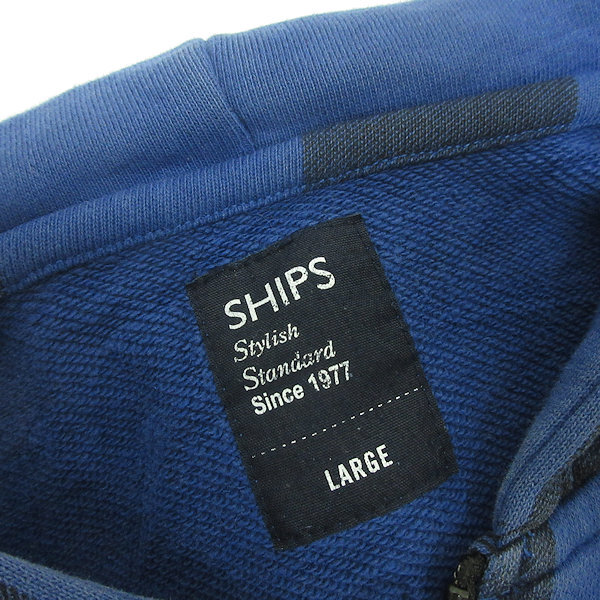 SHIPS
Stylish
Standard
Since 1977
LARGE